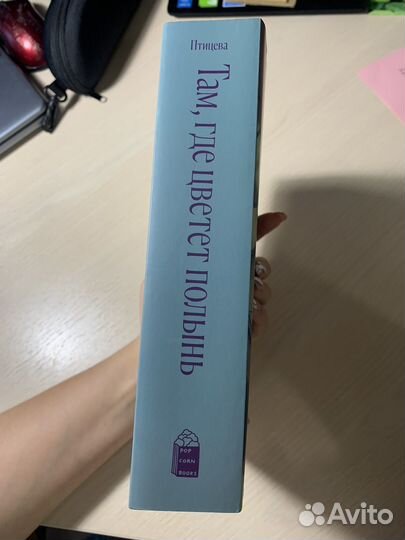 Птицева
Там, где цветет полынь
POP
CORN
BOOKS
Avito